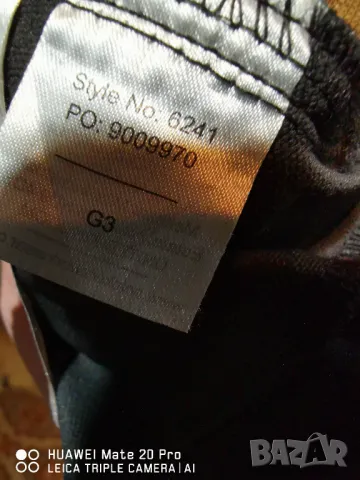 Style No. 6241
PO: 9009970
G3
HUAWEI Mate 20 Pro
LEICA TRIPLE CAMERA | AI
BAZAR